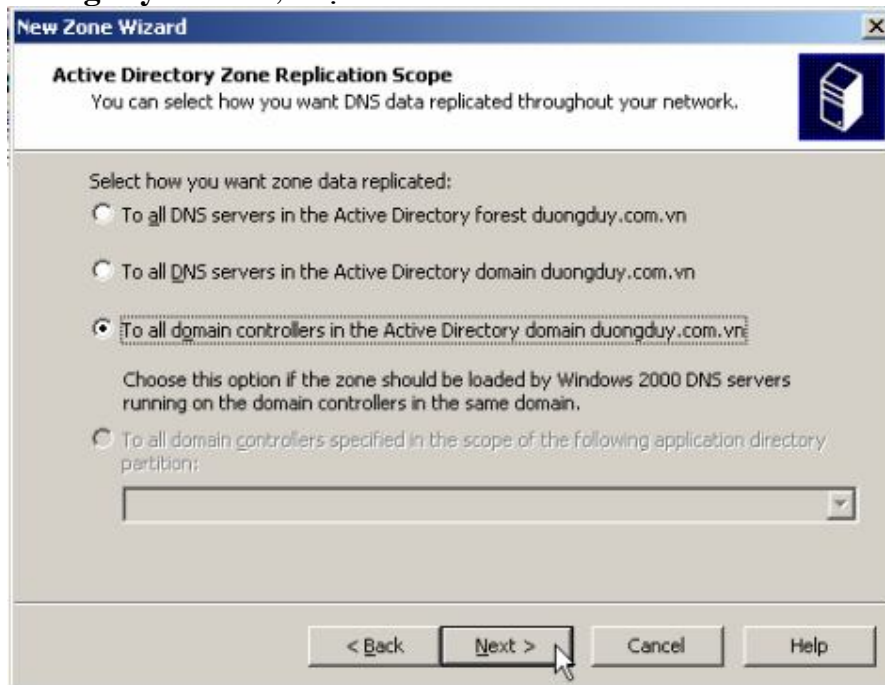 New Zone Wizard
Active Directory Zone Replication Scope
You can select how you want DNS data replicated throughout your network.
Select how you want zone data replicated:
To all DNS servers in the Active Directory forest duongduy.com.vn
To all DNS servers in the Active Directory domain duongduy.com.vn
To all domain controllers in the Active Directory domain duongduy.com.vn
Choose this option if the zone should be loaded by Windows 2000 DNS servers
running on the domain controllers in the same domain.
To all domain controllers specified in the scope of the following application directory
partition:
< Back
Next >
Cancel
Help